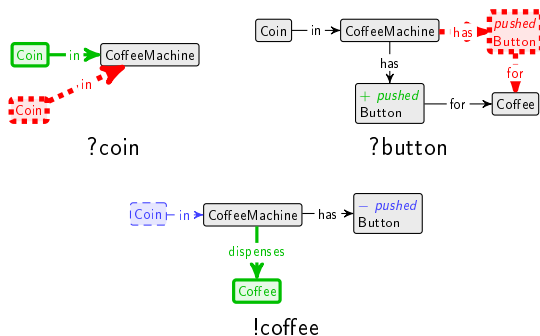 Coin
in
CoffeeMachine
in
Coin
?coin
Coin
in
CoffeeMachine
has
pushed
Button
has
for
+ pushed
Button
for
Coffee
?button
Coin
in
CoffeeMachine
has
− pushed
Button
dispenses
Coffee
!coffee